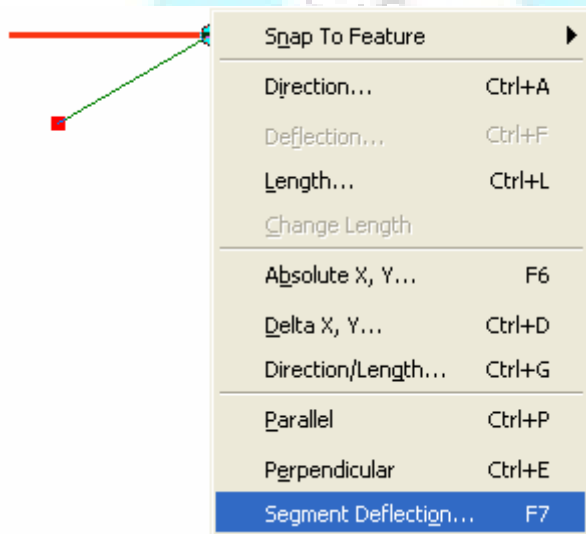 Snap To Feature
Direction... Ctrl+A
Deflection... Ctrl+F
Length... Ctrl+L
Change Length
Absolute X, Y... F6
Delta X, Y... Ctrl+D
Direction/Length... Ctrl+G
Parallel Ctrl+P
Perpendicular Ctrl+E
Segment Deflection... F7